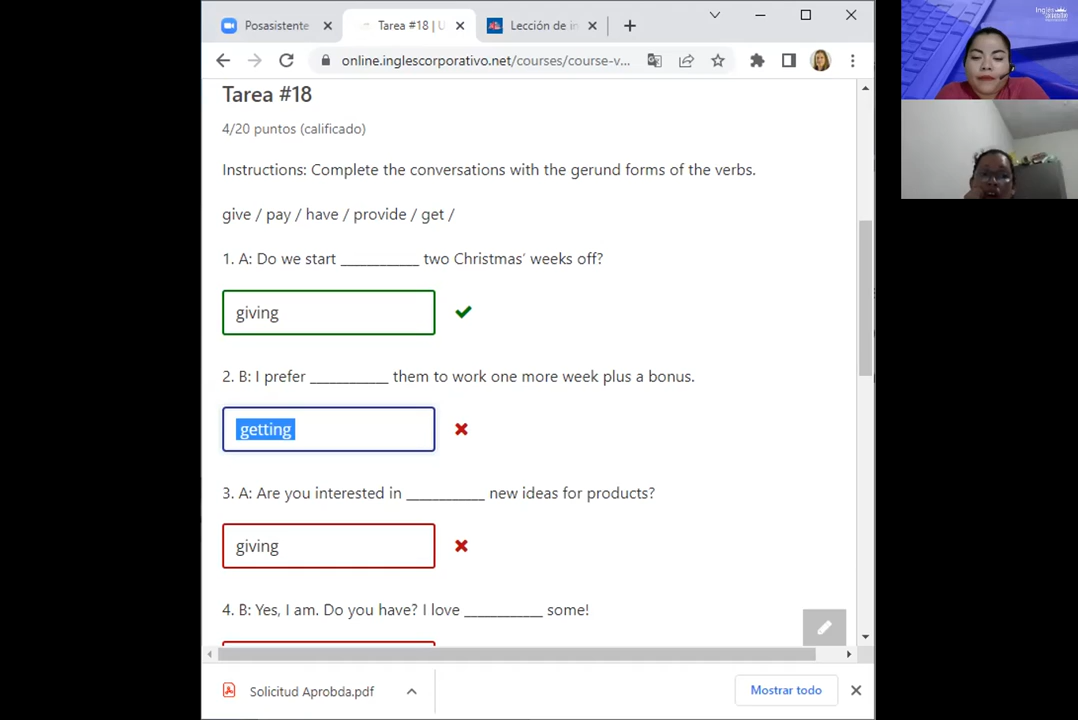 Posasistente
Tarea #18 | U
Lección de in
online.inglescorporativo.net/courses/course-v...
Tarea #18
4/20 puntos (calificado)
Instructions: Complete the conversations with the gerund forms of the verbs.
give / pay / have / provide / get /
1. A: Do we start ___________ two Christmas’ weeks off?
giving
2. B: I prefer ___________ them to work one more week plus a bonus.
getting
3. A: Are you interested in ___________ new ideas for products?
giving
4. B: Yes, I am. Do you have? I love ___________ some!
Solicitud Aprobda.pdf
Mostrar todo